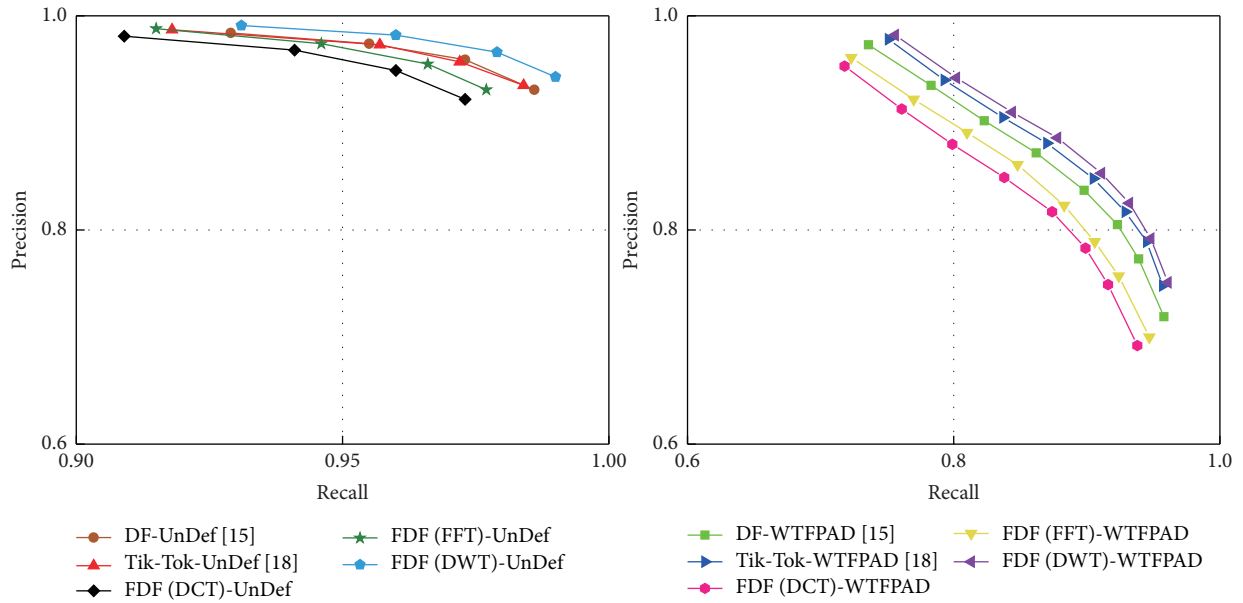 1.0
0.8
0.6
Precision
0.90
0.95
1.00
Recall
DF-UnDef [15]
Tik-Tok-UnDef [18]
FDF (DCT)-UnDef
FDF (FFT)-UnDef
FDF (DWT)-UnDef
1.0
0.8
0.6
Precision
0.6
0.8
1.0
Recall
DF-WTFPAD [15]
Tik-Tok-WTFPAD [18]
FDF (DCT)-WTFPAD
FDF (FFT)-WTFPAD
FDF (DWT)-WTFPAD